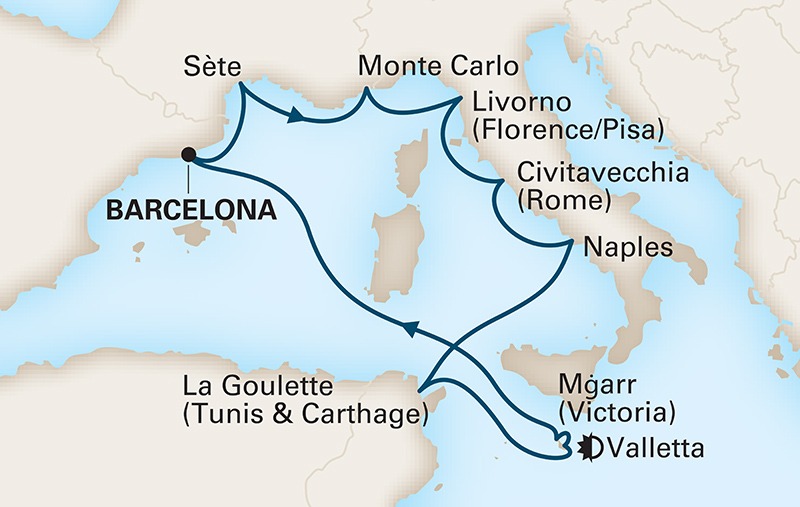 Sète
Monte Carlo
Livorno
(Florence/Pisa)
Civitavecchia
(Rome)
BARCELONA
Naples
La Goulette
(Tunis & Carthage)
Mġarr
(Victoria)
Valletta